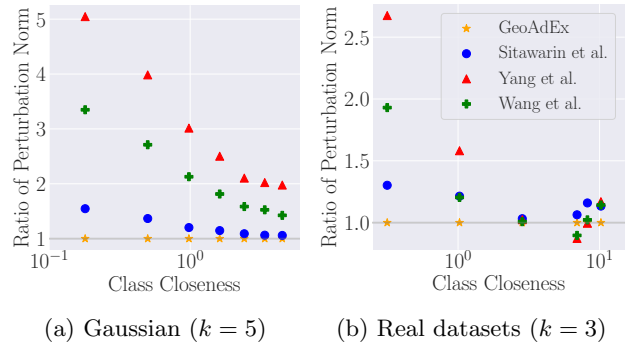 Ratio of Perturbation Norm
5
4
3
2
1
10⁻¹
10⁰
Class Closeness
(a) Gaussian (k = 5)
Ratio of Perturbation Norm
2.5
2.0
1.5
1.0
10⁰
10¹
Class Closeness
GeoAdEx
Sitawarin et al.
Yang et al.
Wang et al.
(b) Real datasets (k = 3)